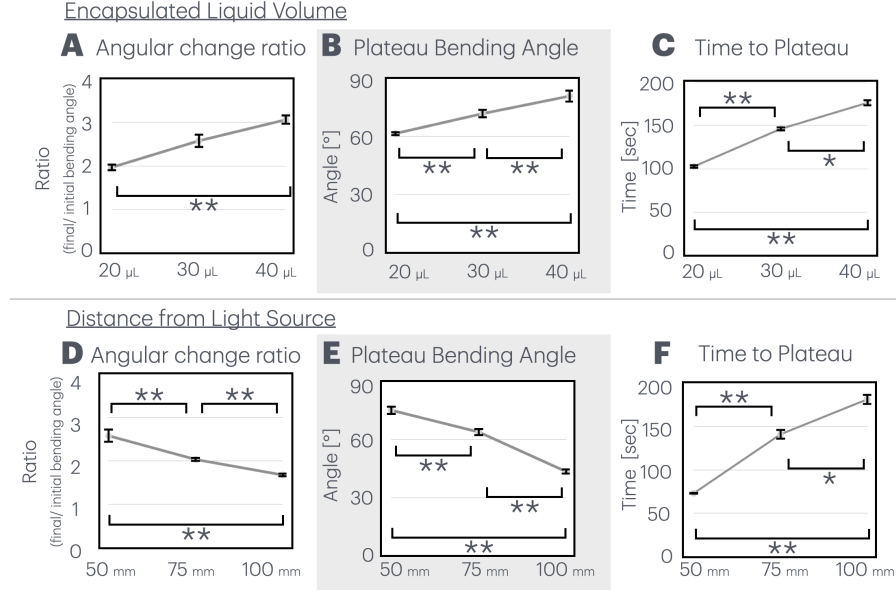 Encapsulated Liquid Volume
A Angular change ratio
Ratio
(final/ initial bending angle)
4
3
2
1
0
**
20 μL 30 μL 40 μL
B Plateau Bending Angle
Angle [°]
90
60
30
0
** **
**
20 μL 30 μL 40 μL
C Time to Plateau
Time [sec]
200
150
100
50
0
**
*
**
20 μL 30 μL 40 μL
Distance from Light Source
D Angular change ratio
Ratio
(final/ initial bending angle)
4
3
2
1
0
** **
**
50 mm 75 mm 100 mm
E Plateau Bending Angle
Angle [°]
90
60
30
0
**
**
**
50 mm 75 mm 100 mm
F Time to Plateau
Time [sec]
200
150
100
50
0
**
*
**
50 mm 75 mm 100 mm